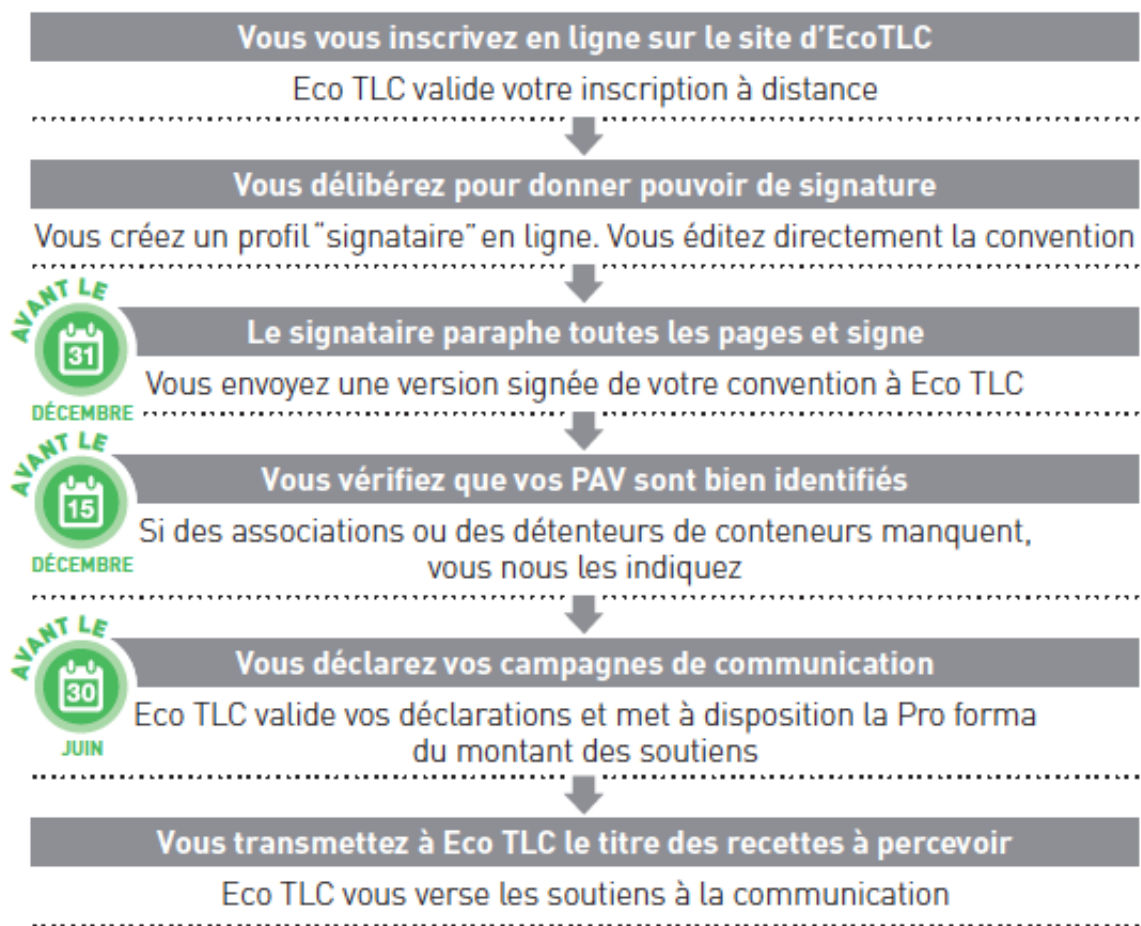 Vous vous inscrivez en ligne sur le site d'EcoTLC
Eco TLC valide votre inscription à distance
Vous délibérez pour donner pouvoir de signature
Vous créez un profil "signataire" en ligne. Vous éditez directement la convention
AVANT LE
31
DÉCEMBRE
Le signataire paraphe toutes les pages et signe
Vous envoyez une version signée de votre convention à Eco TLC
AVANT LE
15
DÉCEMBRE
Vous vérifiez que vos PAV sont bien identifiés
Si des associations ou des détenteurs de conteneurs manquent,
vous nous les indiquez
AVANT LE
30
JUIN
Vous déclarez vos campagnes de communication
Eco TLC valide vos déclarations et met à disposition la Pro forma
du montant des soutiens
Vous transmettez à Eco TLC le titre des recettes à percevoir
Eco TLC vous verse les soutiens à la communication